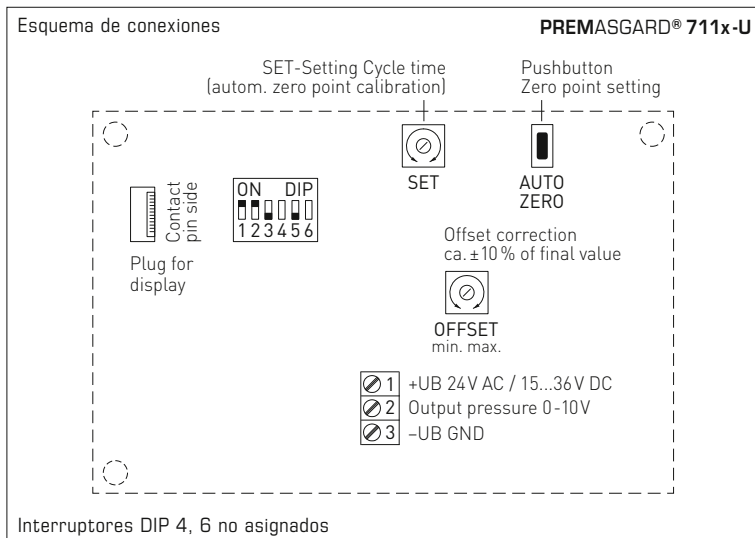 Esquema de conexiones
PREMASGARD® 711x-U
SET-Setting Cycle time
(autom. zero point calibration)
Pushbutton
Zero point setting
SET
AUTO
ZERO
ON DIP
1 2 3 4 5 6
Contact
pin side
Plug for
display
Offset correction
ca. ±10 % of final value
OFFSET
min. max.
1 +UB 24V AC / 15...36V DC
2 Output pressure 0-10V
3 –UB GND
Interruptores DIP 4, 6 no asignados